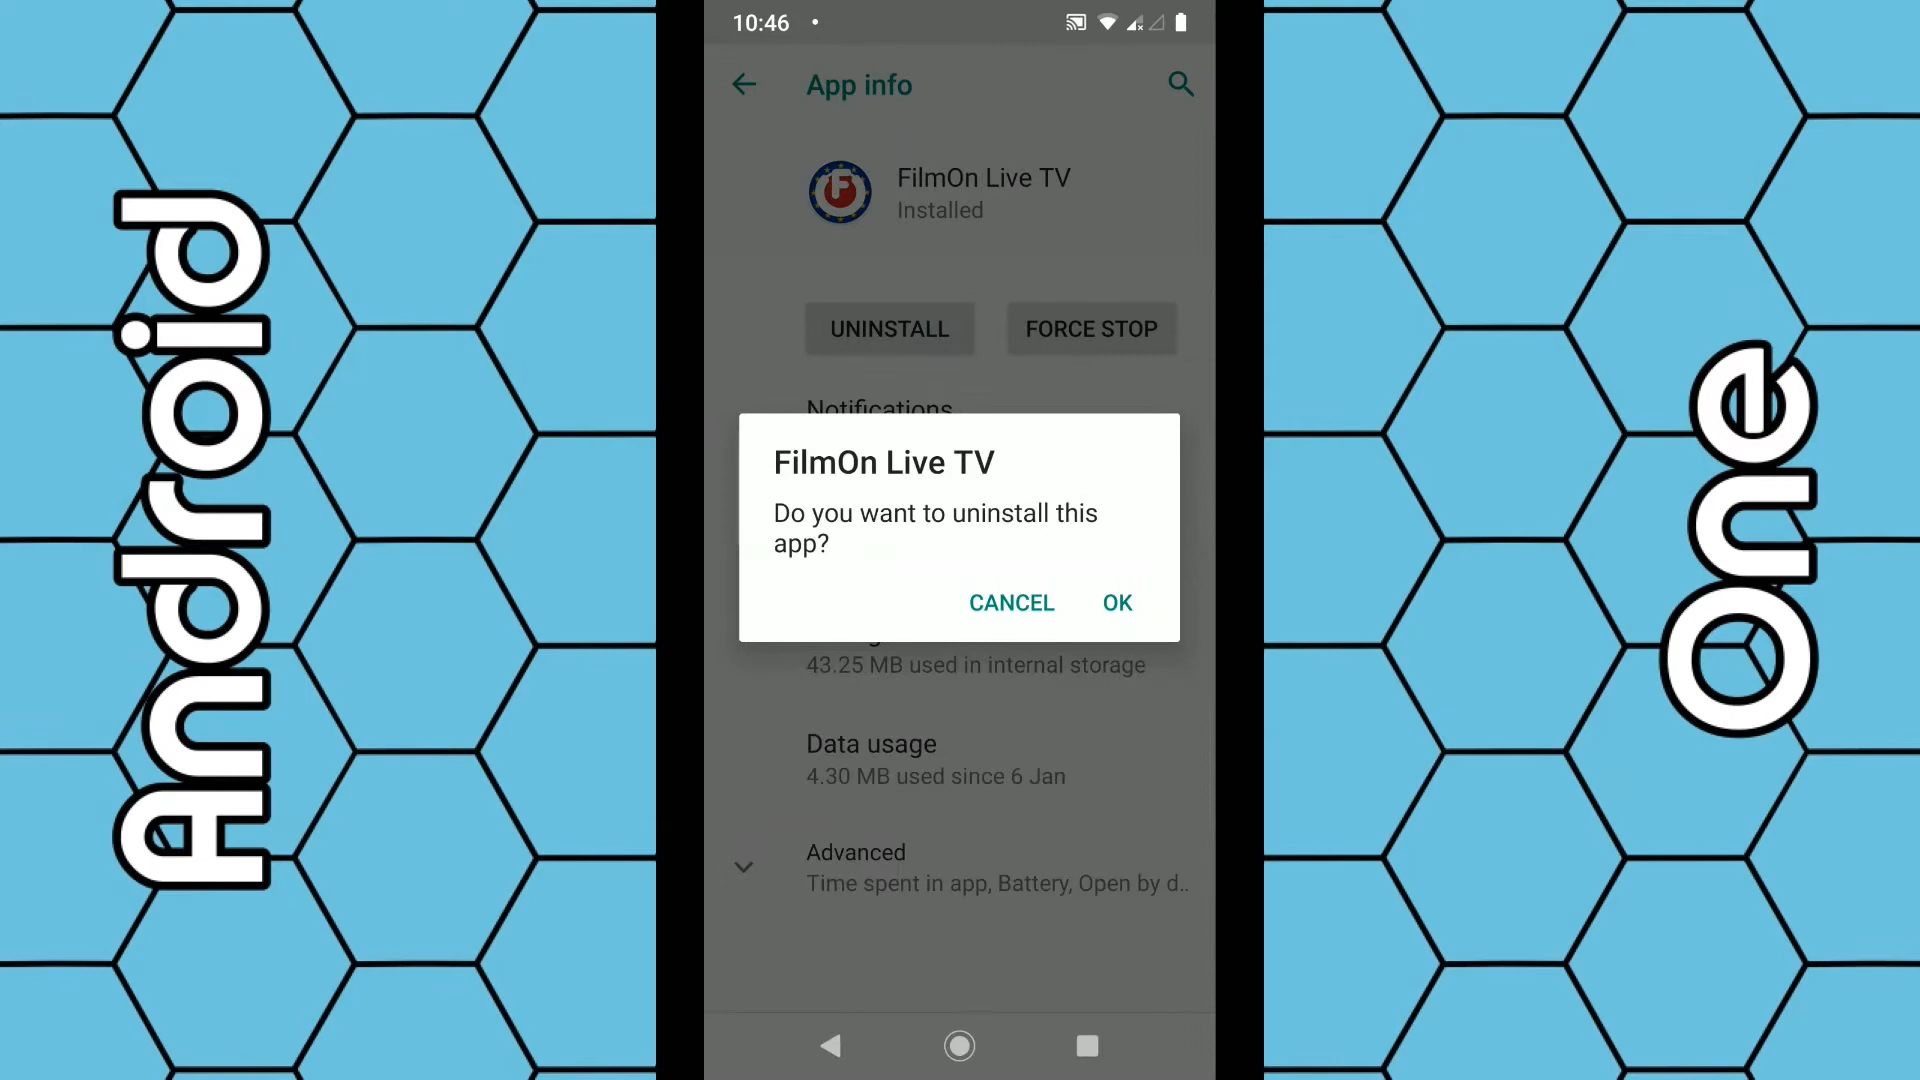 Android
10:46
App info
FilmOn Live TV
Installed
UNINSTALL
FORCE STOP
Notifications
FilmOn Live TV
Do you want to uninstall this
app?
CANCEL
OK
43.25 MB used in internal storage
Data usage
4.30 MB used since 6 Jan
Advanced
Time spent in app, Battery, Open by d..
One